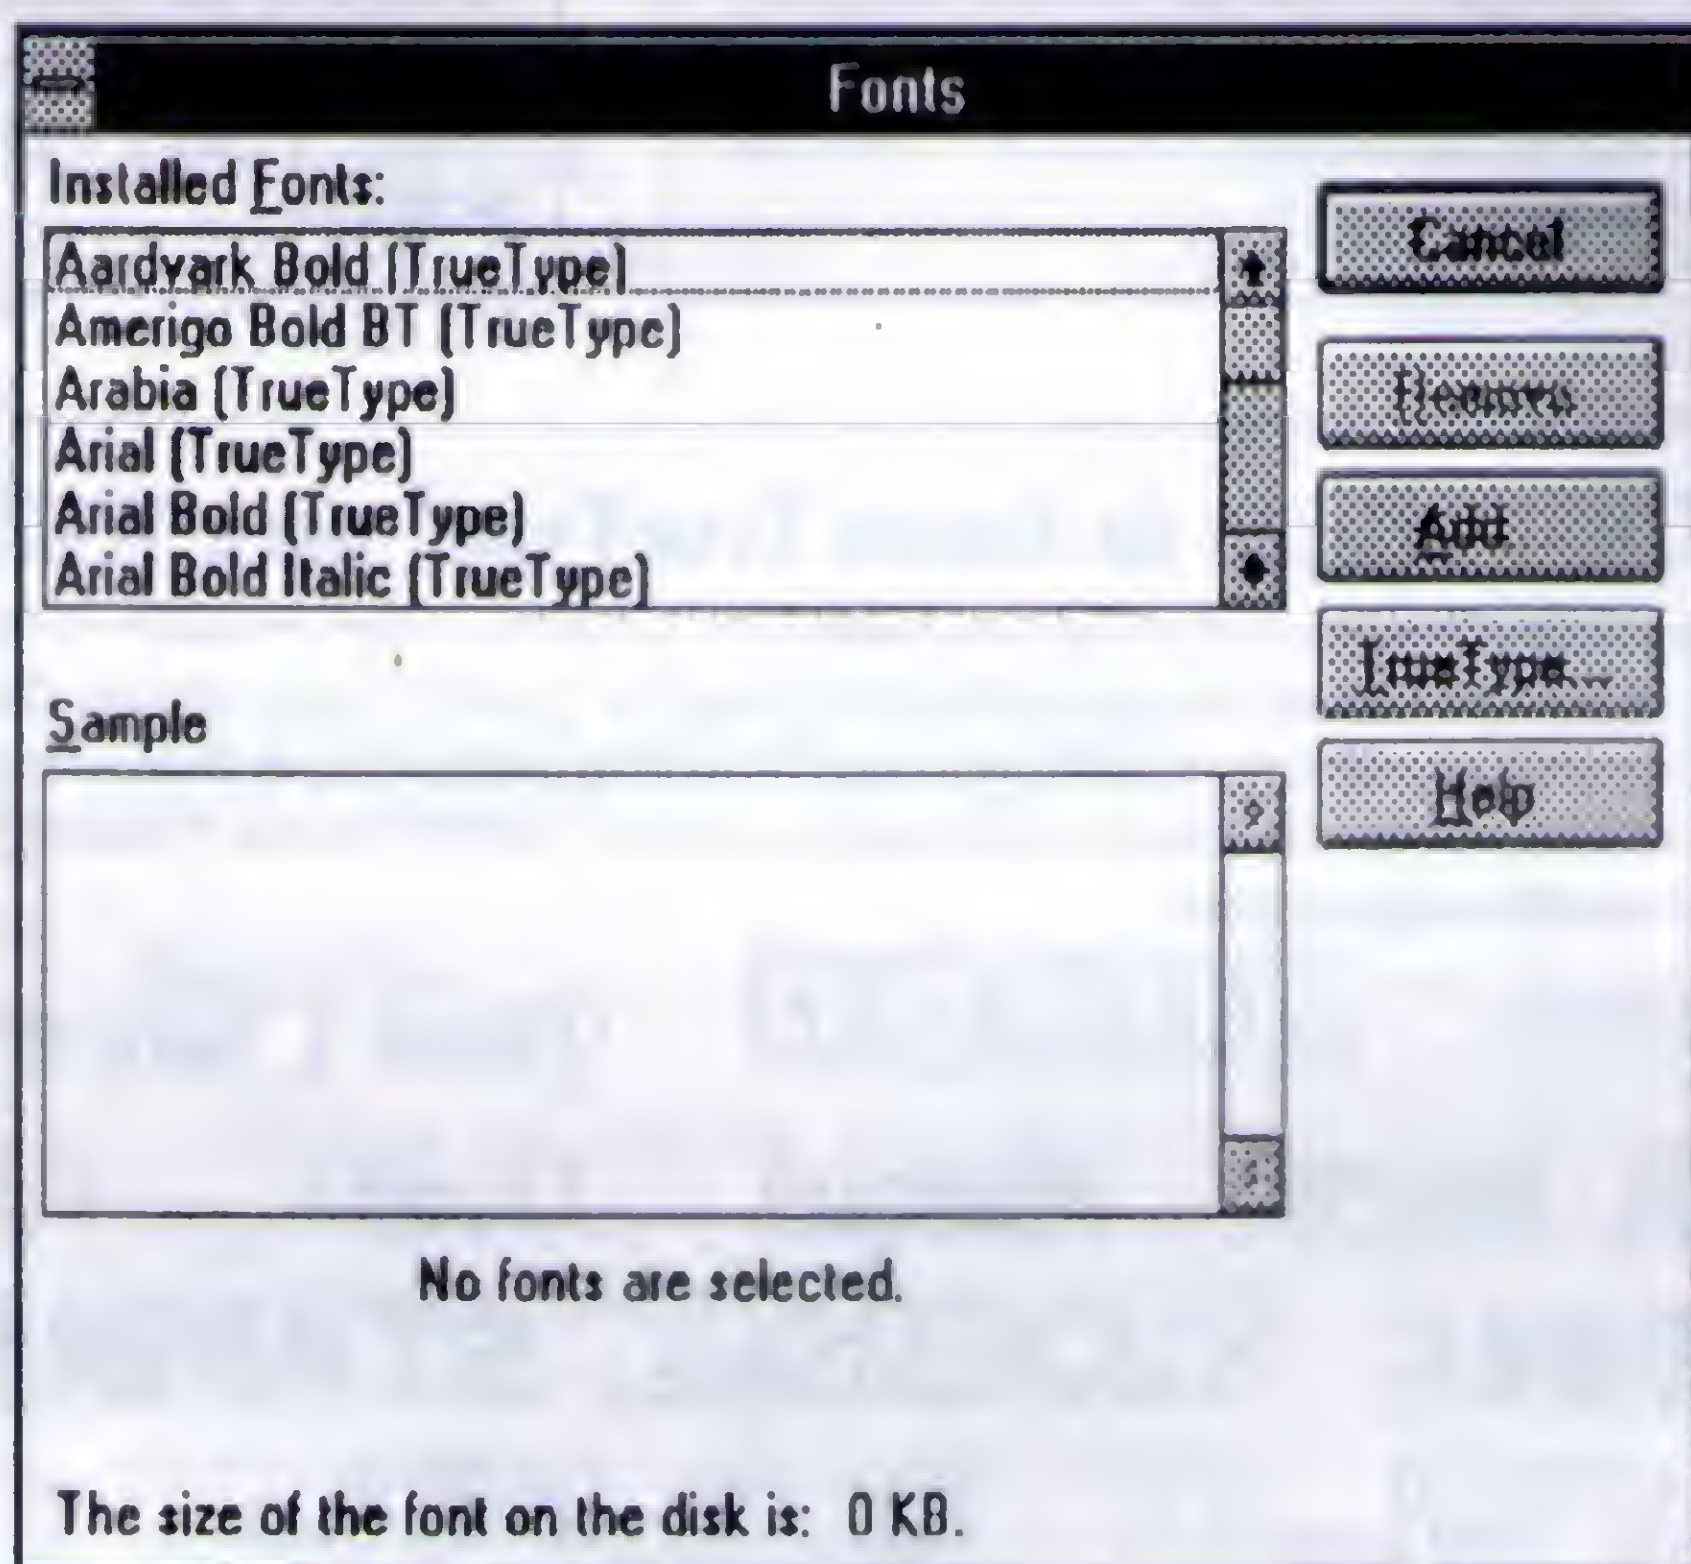 Fonts
Installed Fonts:
Aardvark Bold (TrueType)
Amerigo Bold BT (TrueType)
Arabia (TrueType)
Arial (TrueType)
Arial Bold (TrueType)
Arial Bold Italic (TrueType)
Cancel
Remove
Add...
TrueType...
Help
Sample
No fonts are selected.
The size of the font on the disk is: 0 KB.